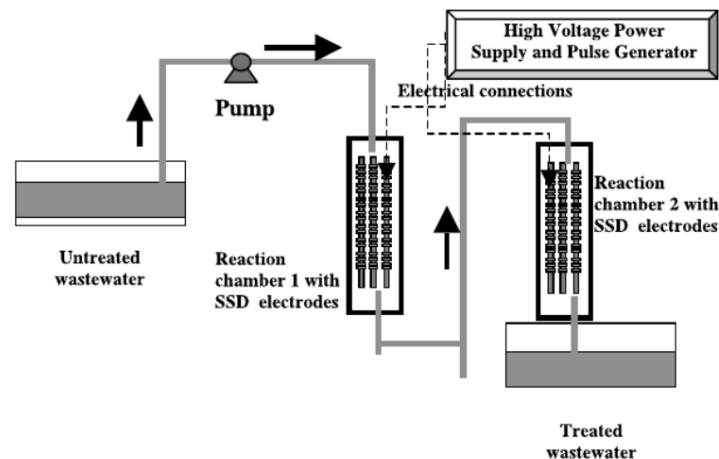 High Voltage Power
Supply and Pulse Generator
Electrical connections
Pump
Untreated
wastewater
Reaction
chamber 1 with
SSD electrodes
Reaction
chamber 2 with
SSD electrodes
Treated
wastewater